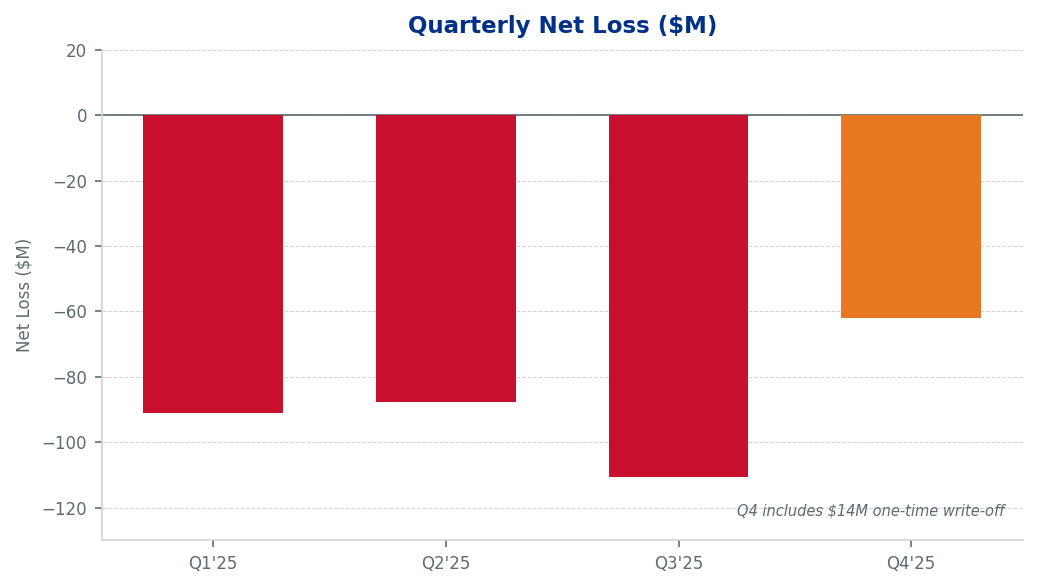 Quarterly Net Loss ($M)
20
0
−20
−40
−60
−80
−100
−120
Net Loss ($M)
Q4 includes $14M one-time write-off
Q1'25
Q2'25
Q3'25
Q4'25